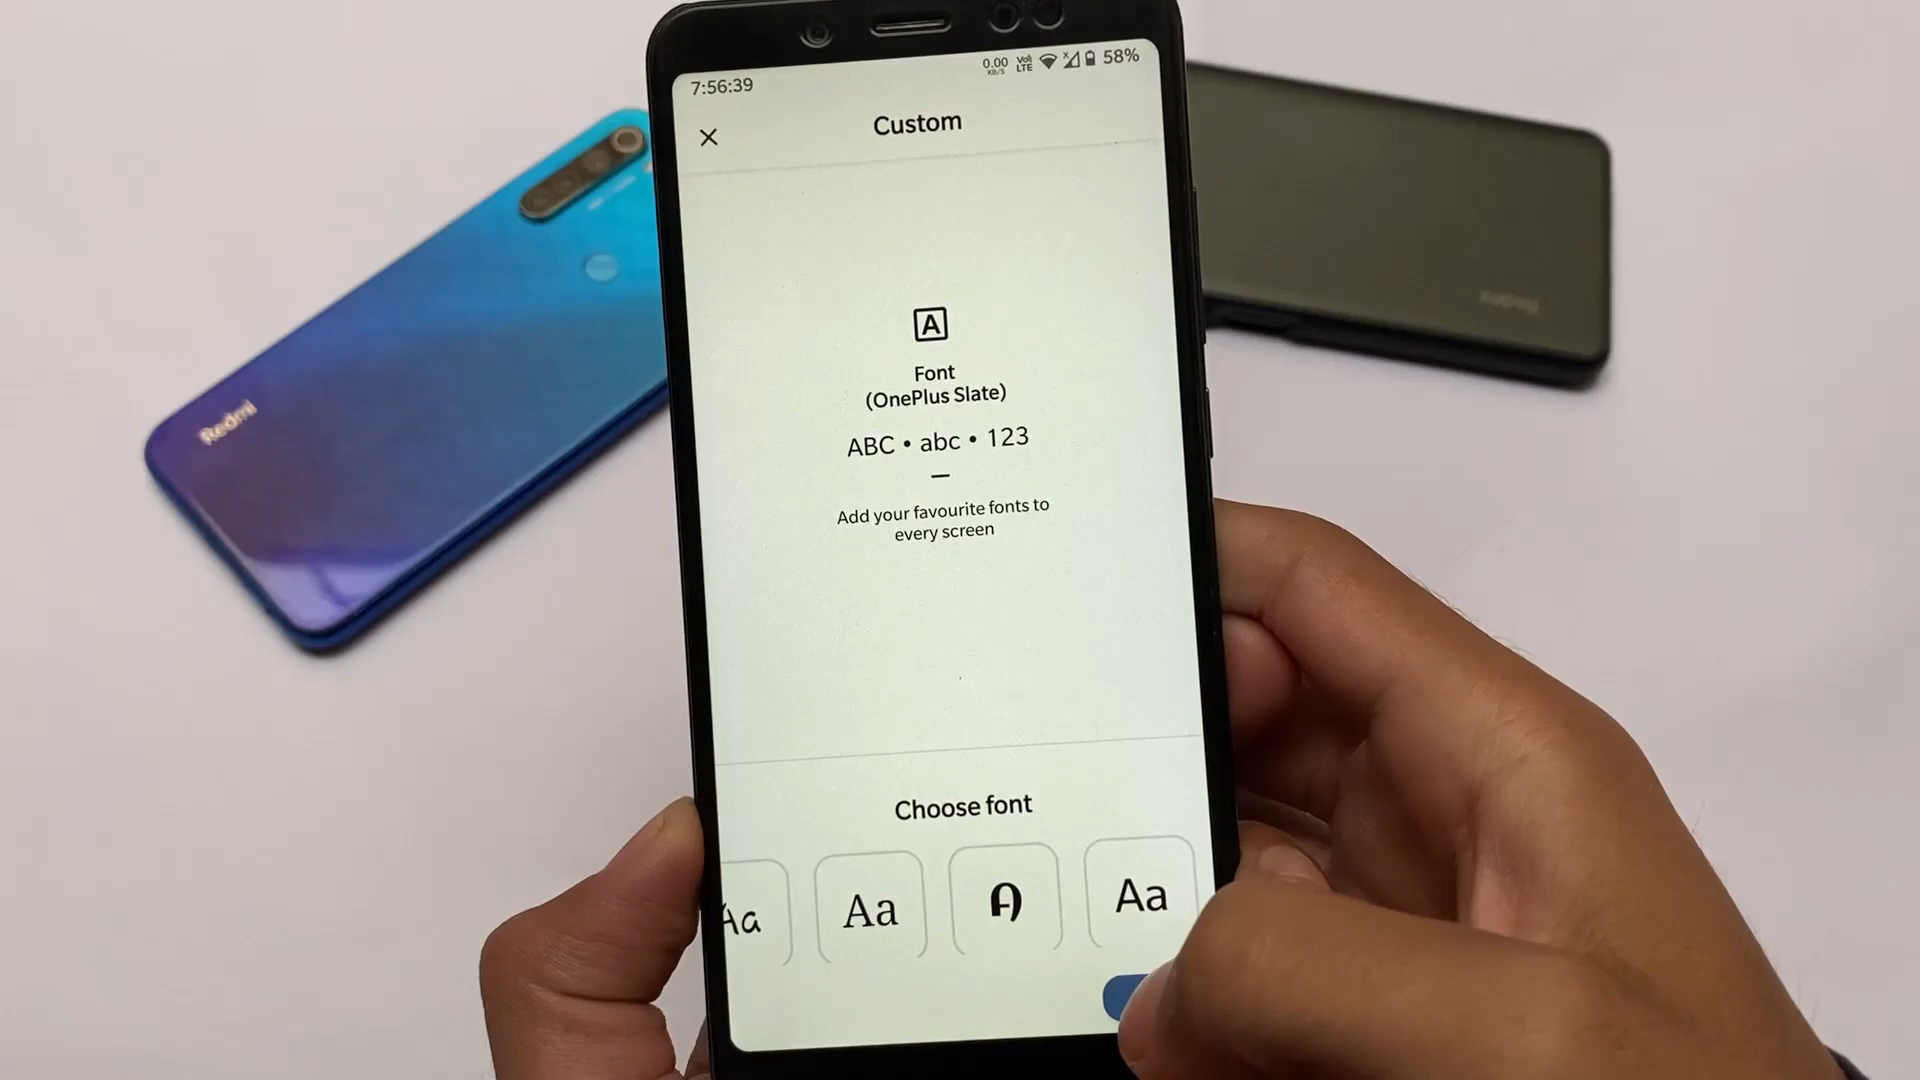 7:56:39
0.00
KB/S
Vo))
LTE
58%
Custom
A
Font
(OnePlus Slate)
ABC • abc • 123
Add your favourite fonts to
every screen
Choose font
Aa
Aa
Aa
Redmi